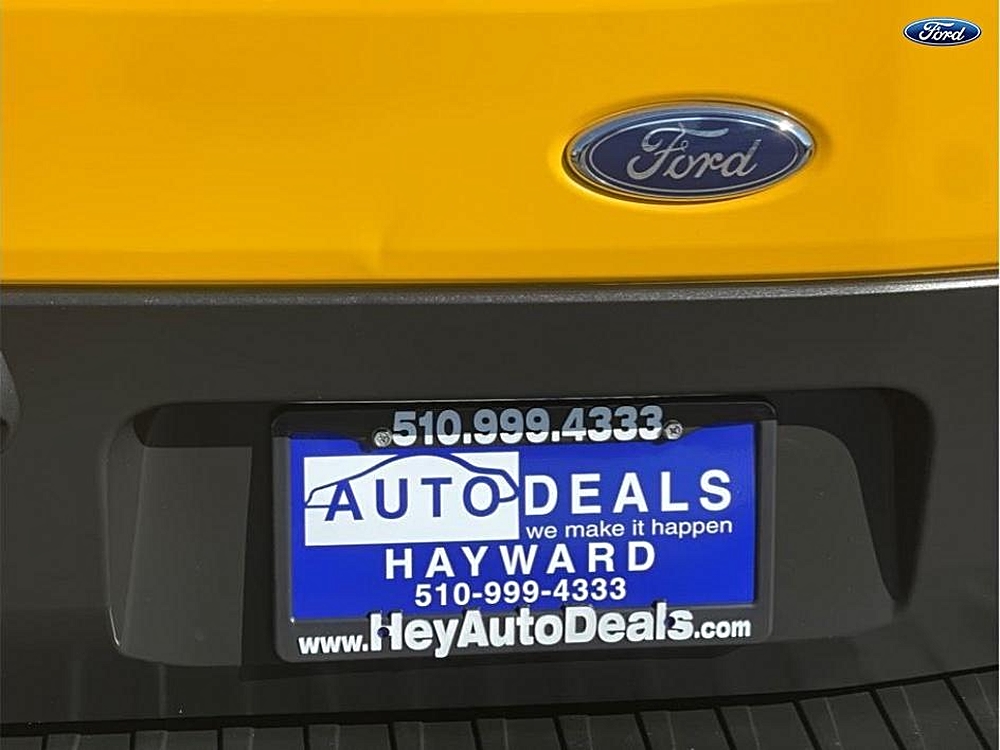 Ford
Ford
510.999.4333
AUTO DEALS
we make it happen
HAYWARD
510-999-4333
www.HeyAutoDeals.com